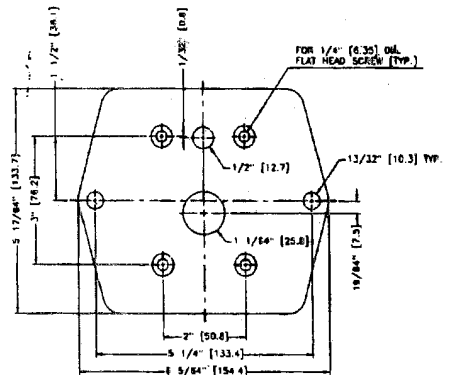 1 1/2" [38.1]
1/32" [0.8]
FOR 1/4" (6.35) DIA.
FLAT HEAD SCREW (TYP.)
1/2" [12.7]
13/32" [10.3] TYP.
5 17/64" [133.7]
3" [76.2]
1 1/64" [25.8]
19/64" [7.5]
2" [50.8]
5 1/4" [133.4]
6 5/64" [154.4]